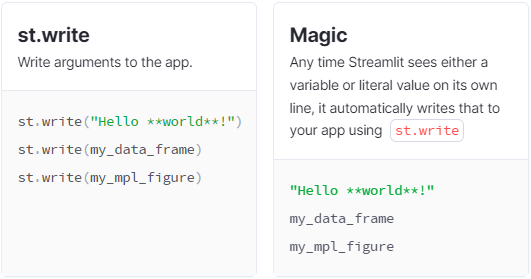 st.write
Write arguments to the app.
st.write("Hello **world**!")
st.write(my_data_frame)
st.write(my_mpl_figure)
Magic
Any time Streamlit sees either a
variable or literal value on its own
line, it automatically writes that to
your app using st.write
"Hello **world**!"
my_data_frame
my_mpl_figure